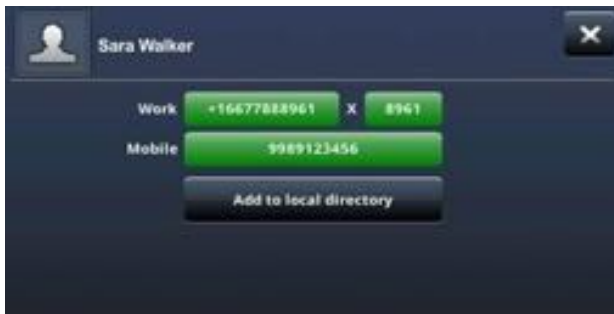 Sara Walker
Work +16677888961 X 8961
Mobile 9989123456
Add to local directory